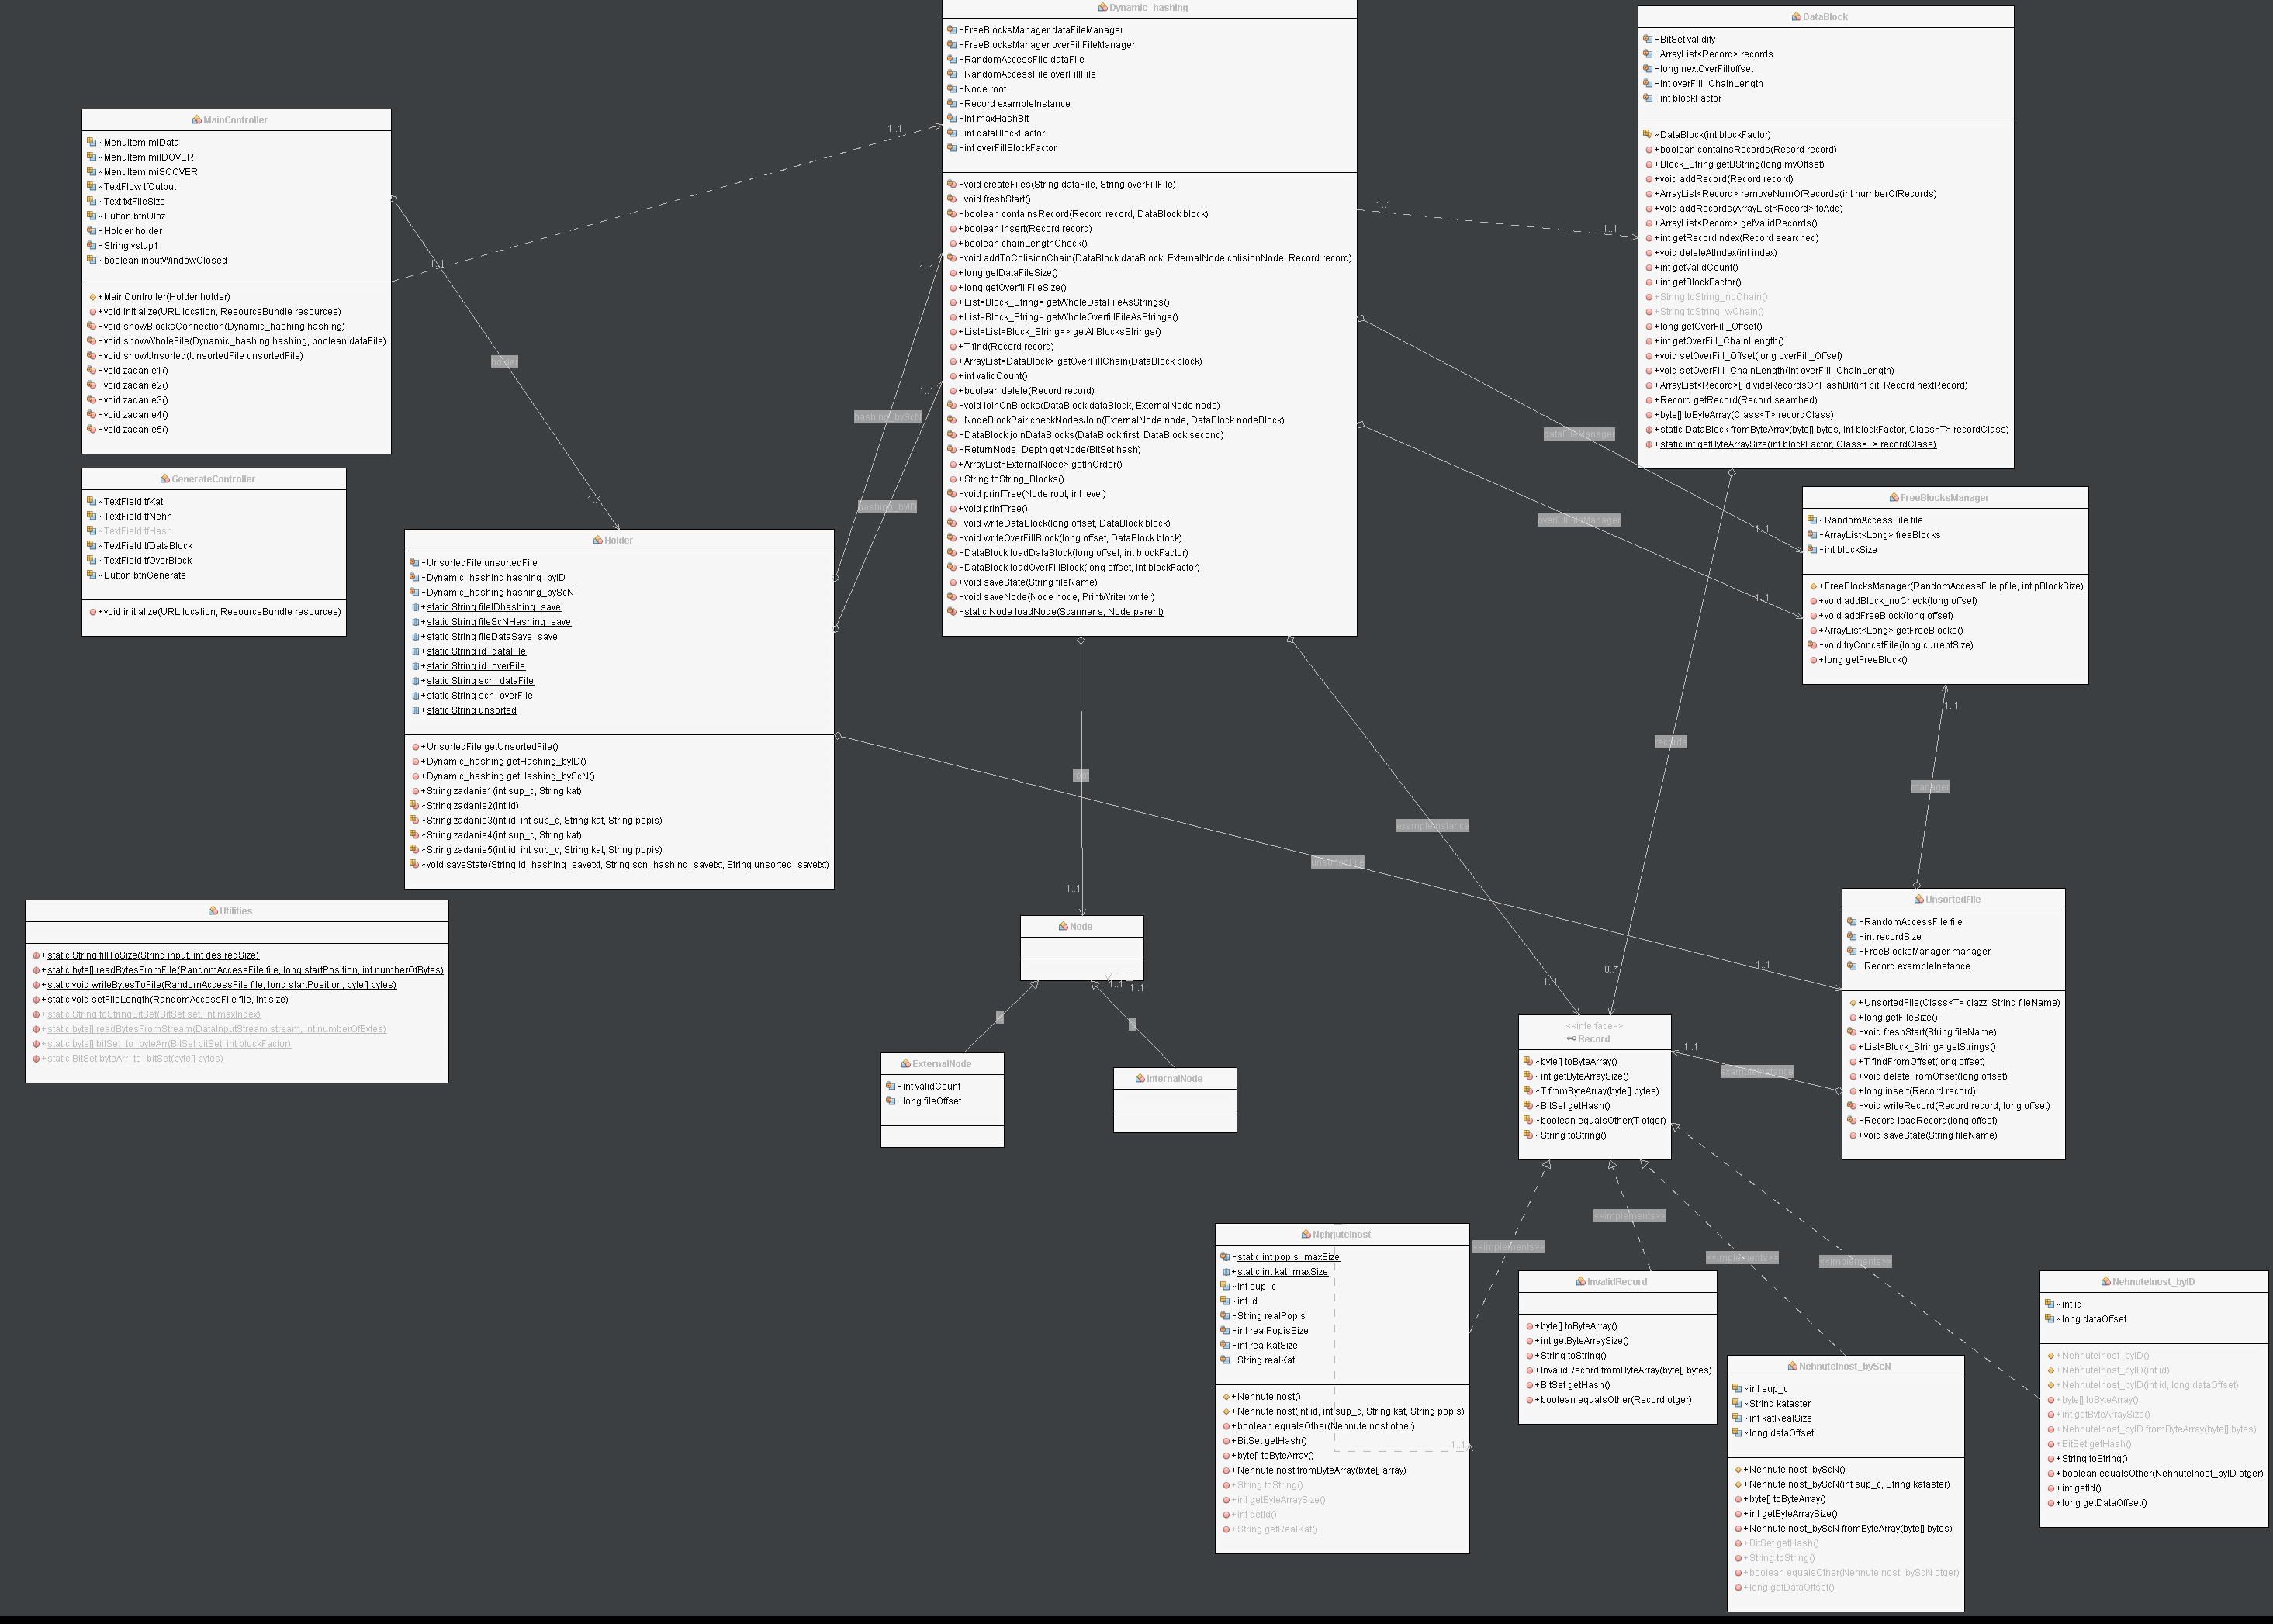 Dynamic_hashing
-FreeBlocksManager dataFileManager
-FreeBlocksManager overFillFileManager
-RandomAccessFile dataFile
-RandomAccessFile overFillFile
-Node root
-Record exampleInstance
-int maxHashBit
-int dataBlockFactor
-int overFillBlockFactor
-void createFiles(String dataFile, String overFillFile)
-void freshStart()
-boolean containsRecord(Record record, DataBlock block)
+boolean insert(Record record)
+boolean chainLengthCheck()
-void addToColisionChain(DataBlock dataBlock, ExternalNode colisionNode, Record record)
+long getDataFileSize()
+long getOverfillFileSize()
+List<Block_String> getWholeDataFileAsStrings()
+List<Block_String> getWholeOverfillFileAsStrings()
+List<List<Block_String>> getAllBlocksStrings()
+T find(Record record)
+ArrayList<DataBlock> getOverFillChain(DataBlock block)
+int validCount()
+boolean delete(Record record)
-void joinOnBlocks(DataBlock dataBlock, ExternalNode node)
-NodeBlockPair checkNodesJoin(ExternalNode node, DataBlock nodeBlock)
-DataBlock joinDataBlocks(DataBlock first, DataBlock second)
-ReturnNode_Depth getNode(BitSet hash)
+ArrayList<ExternalNode> getInOrder()
+String toString_Blocks()
-void printTree(Node root, int level)
+void printTree()
-void writeDataBlock(long offset, DataBlock block)
-void writeOverFillBlock(long offset, DataBlock block)
-DataBlock loadDataBlock(long offset, int blockFactor)
-DataBlock loadOverFillBlock(long offset, int blockFactor)
+void saveState(String fileName)
-void saveNode(Node node, PrintWriter writer)
-static Node loadNode(Scanner s, Node parent)
DataBlock
-BitSet validity
-ArrayList<Record> records
-long nextOverFilloffset
-int overFill_ChainLength
-int blockFactor
~DataBlock(int blockFactor)
+boolean containsRecords(Record record)
+Block_String getBString(long myOffset)
+void addRecord(Record record)
+ArrayList<Record> removeNumOfRecords(int numberOfRecords)
+void addRecords(ArrayList<Record> toAdd)
+ArrayList<Record> getValidRecords()
+int getRecordIndex(Record searched)
+void deleteAtIndex(int index)
+int getValidCount()
+int getBlockFactor()
+String toString_noChain()
+String toString_wChain()
+long getOverFill_Offset()
+int getOverFill_ChainLength()
+void setOverFill_Offset(long overFill_Offset)
+void setOverFill_ChainLength(int overFill_ChainLength)
+ArrayList<Record>[] divideRecordsOnHashBit(int bit, Record nextRecord)
+Record getRecord(Record searched)
+byte[] toByteArray(Class<T> recordClass)
+static DataBlock fromByteArray(byte[] bytes, int blockFactor, Class<T> recordClass)
+static int getByteArraySize(int blockFactor, Class<T> recordClass)
MainController
~MenuItem miData
~MenuItem miIDOVER
~MenuItem miSCOVER
~TextFlow tfOutput
~Text txtFileSize
~Button btnUloz
-Holder holder
~String vstup1
~boolean inputWindowClosed
+MainController(Holder holder)
+void initialize(URL location, ResourceBundle resources)
-void showBlocksConnection(Dynamic_hashing hashing)
-void showWholeFile(Dynamic_hashing hashing, boolean dataFile)
-void showUnsorted(UnsortedFile unsortedFile)
-void zadanie1()
-void zadanie2()
-void zadanie3()
-void zadanie4()
-void zadanie5()
1..1
1..1
1..1
1..1
holder
1..1
1..1
1..1
hashing_byScN
hashing_byID
dataFileManager
overFillFileManager
1..1
1..1
GenerateController
~TextField tfKat
~TextField tfNehn
~TextField tfHash
~TextField tfDataBlock
~TextField tfOverBlock
~Button btnGenerate
+void initialize(URL location, ResourceBundle resources)
FreeBlocksManager
~RandomAccessFile file
-ArrayList<Long> freeBlocks
-int blockSize
+FreeBlocksManager(RandomAccessFile pfile, int pBlockSize)
+void addBlock_noCheck(long offset)
+void addFreeBlock(long offset)
+ArrayList<Long> getFreeBlocks()
-void tryConcatFile(long currentSize)
+long getFreeBlock()
Holder
-UnsortedFile unsortedFile
-Dynamic_hashing hashing_byID
-Dynamic_hashing hashing_byScN
+static String fileIDhashing_save
+static String fileScNHashing_save
+static String fileDataSave_save
+static String id_dataFile
+static String id_overFile
+static String scn_dataFile
+static String scn_overFile
+static String unsorted
+UnsortedFile getUnsortedFile()
+Dynamic_hashing getHashing_byID()
+Dynamic_hashing getHashing_byScN()
+String zadanie1(int sup_c, String kat)
~String zadanie2(int id)
~String zadanie3(int id, int sup_c, String kat, String popis)
~String zadanie4(int sup_c, String kat)
~String zadanie5(int id, int sup_c, String kat, String popis)
~void saveState(String id_hashing_savetxt, String scn_hashing_savetxt, String unsorted_savetxt)
1..1
records
root
manager
exampleInstance
unsortedFile
1..1
1..1
0..*
1..1
Utilities
+static String fillToSize(String input, int desiredSize)
+static byte[] readBytesFromFile(RandomAccessFile file, long startPosition, int numberOfBytes)
+static void writeBytesToFile(RandomAccessFile file, long startPosition, byte[] bytes)
+static void setFileLength(RandomAccessFile file, int size)
+static String toStringBitSet(BitSet set, int maxIndex)
+static byte[] readBytesFromStream(DataInputStream stream, int numberOfBytes)
+static byte[] bitSet_to_byteArr(BitSet bitSet, int blockFactor)
+static BitSet byteArr_to_bitSet(byte[] bytes)
Node
1..1
1..1
ExternalNode
-int validCount
-long fileOffset
InternalNode
UnsortedFile
-RandomAccessFile file
-int recordSize
-FreeBlocksManager manager
-Record exampleInstance
+UnsortedFile(Class<T> clazz, String fileName)
+long getFileSize()
-void freshStart(String fileName)
+List<Block_String> getStrings()
+T findFromOffset(long offset)
+void deleteFromOffset(long offset)
+long insert(Record record)
-void writeRecord(Record record, long offset)
-Record loadRecord(long offset)
+void saveState(String fileName)
<<interface>>
Record
~byte[] toByteArray()
~int getByteArraySize()
~T fromByteArray(byte[] bytes)
~BitSet getHash()
~boolean equalsOther(T otger)
~String toString()
1..1
exampleInstance
<<implements>>
<<implements>>
<<implements>>
<<implements>>
Nehnutelnost
-static int popis_maxSize
+static int kat_maxSize
~int sup_c
~int id
-String realPopis
-int realPopisSize
-int realKatSize
-String realKat
+Nehnutelnost()
+Nehnutelnost(int id, int sup_c, String kat, String popis)
+boolean equalsOther(Nehnutelnost other)
+BitSet getHash()
+byte[] toByteArray()
+Nehnutelnost fromByteArray(byte[] array)
+String toString()
+int getByteArraySize()
+int getId()
+String getRealKat()
1..1
InvalidRecord
+byte[] toByteArray()
+int getByteArraySize()
+String toString()
+InvalidRecord fromByteArray(byte[] bytes)
+BitSet getHash()
+boolean equalsOther(Record otger)
Nehnutelnost_byScN
~int sup_c
~String kataster
~int katRealSize
~long dataOffset
+Nehnutelnost_byScN()
+Nehnutelnost_byScN(int sup_c, String kataster)
+byte[] toByteArray()
+int getByteArraySize()
+Nehnutelnost_byScN fromByteArray(byte[] bytes)
+BitSet getHash()
+String toString()
+boolean equalsOther(Nehnutelnost_byScN otger)
+long getDataOffset()
Nehnutelnost_byID
~int id
~long dataOffset
+Nehnutelnost_byID()
+Nehnutelnost_byID(int id)
+Nehnutelnost_byID(int id, long dataOffset)
+byte[] toByteArray()
+int getByteArraySize()
+Nehnutelnost_byID fromByteArray(byte[] bytes)
+BitSet getHash()
+String toString()
+boolean equalsOther(Nehnutelnost_byID otger)
+int getId()
+long getDataOffset()